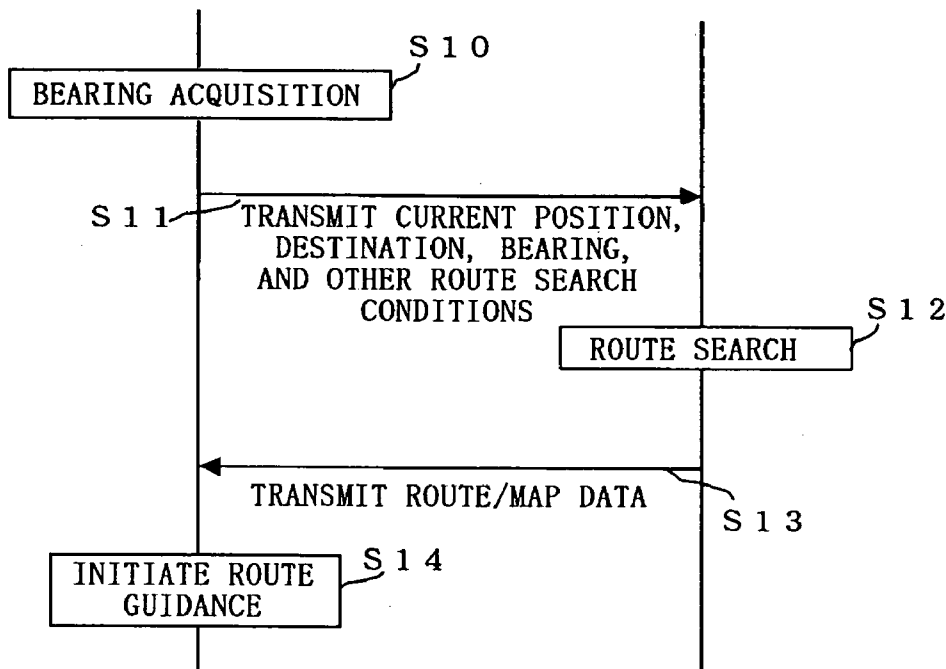 S10
BEARING ACQUISITION
S11
TRANSMIT CURRENT POSITION,
DESTINATION, BEARING,
AND OTHER ROUTE SEARCH
CONDITIONS
S12
ROUTE SEARCH
TRANSMIT ROUTE/MAP DATA
S13
S14
INITIATE ROUTE
GUIDANCE